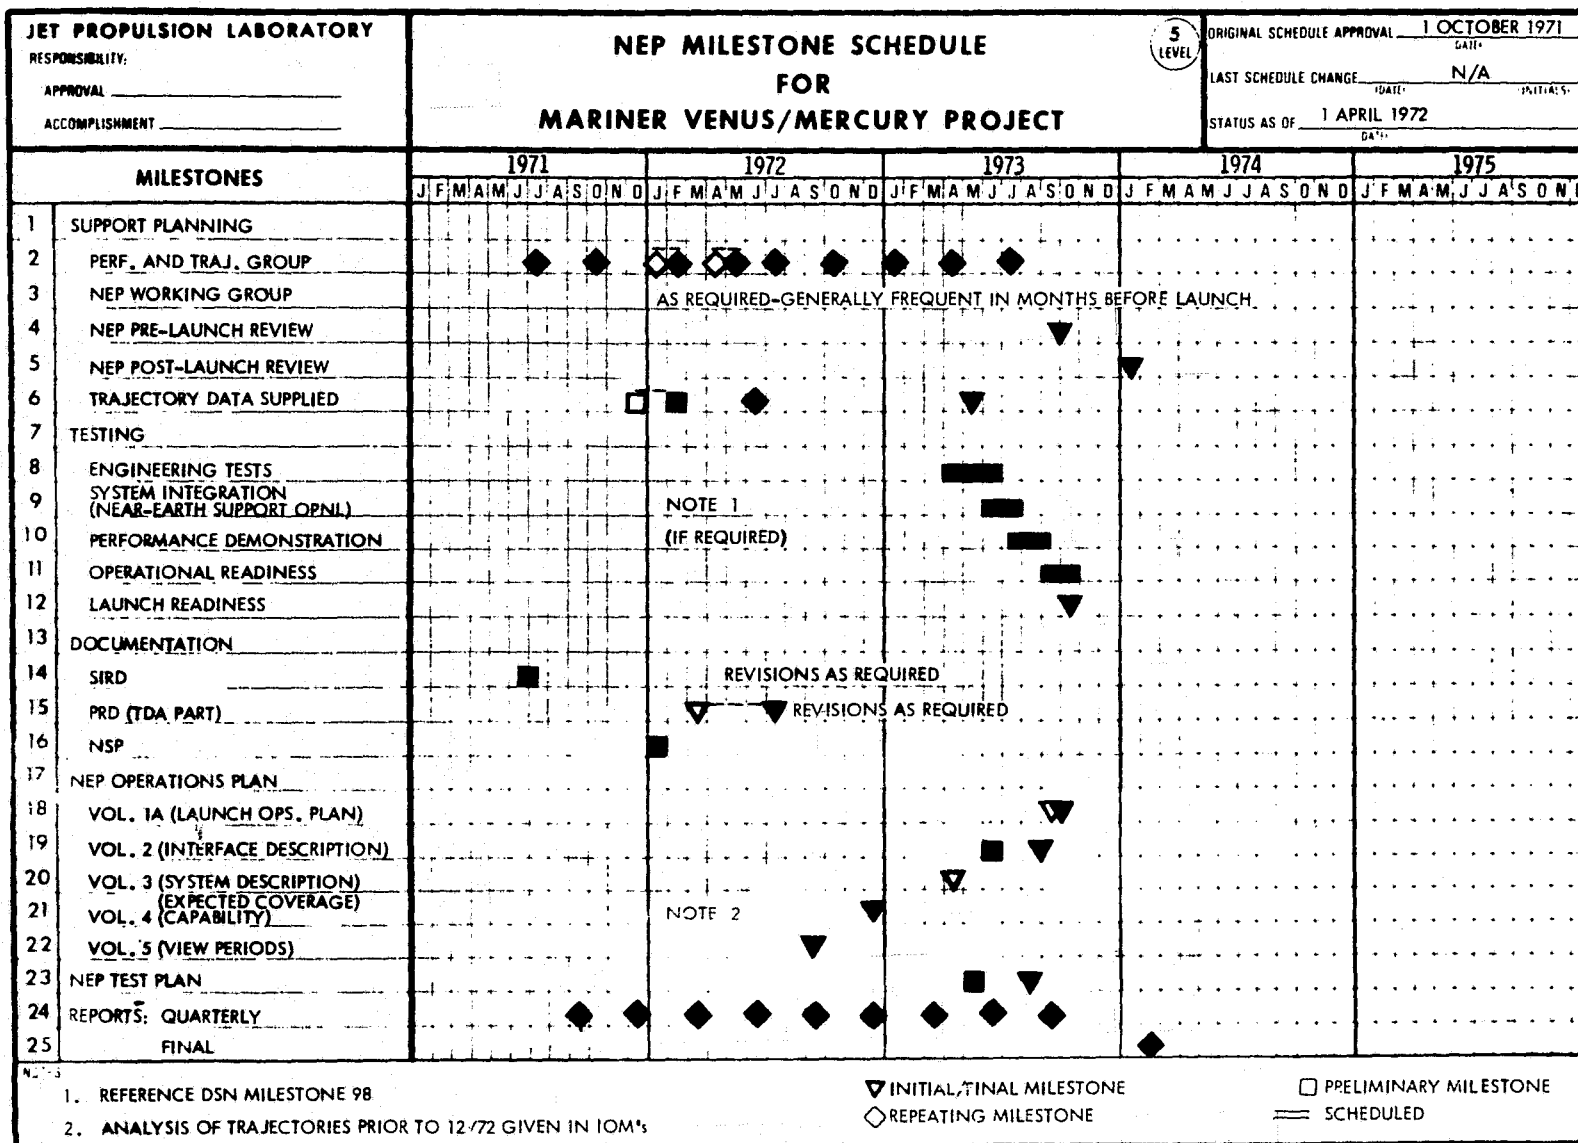 JET PROPULSION LABORATORY
RESPONSIBILITY:
APPROVAL
ACCOMPLISHMENT
NEP MILESTONE SCHEDULE
FOR
MARINER VENUS/MERCURY PROJECT
5
LEVEL
ORIGINAL SCHEDULE APPROVAL 1 OCTOBER 1971
DATE
LAST SCHEDULE CHANGE N/A
(DATE) (INITIALS)
STATUS AS OF 1 APRIL 1972
DATE
MILESTONES
1971 1972 1973 1974 1975
J F M A M J J A S O N D J F M A M J J A S O N D J F M A M J J A S O N D J F M A M J J A S O N D J F M A M J J A S O N
1 SUPPORT PLANNING
2 PERF. AND TRAJ. GROUP
3 NEP WORKING GROUP AS REQUIRED-GENERALLY FREQUENT IN MONTHS BEFORE LAUNCH
4 NEP PRE-LAUNCH REVIEW
5 NEP POST-LAUNCH REVIEW
6 TRAJECTORY DATA SUPPLIED
7 TESTING
8 ENGINEERING TESTS
9 SYSTEM INTEGRATION
(NEAR-EARTH SUPPORT OPNL) NOTE 1
10 PERFORMANCE DEMONSTRATION (IF REQUIRED)
11 OPERATIONAL READINESS
12 LAUNCH READINESS
13 DOCUMENTATION
14 SIRD REVISIONS AS REQUIRED
15 PRD (TDA PART) REVISIONS AS REQUIRED
16 NSP
17 NEP OPERATIONS PLAN
18 VOL. 1A (LAUNCH OPS. PLAN)
19 VOL. 2 (INTERFACE DESCRIPTION)
20 VOL. 3 (SYSTEM DESCRIPTION)
(EXPECTED COVERAGE)
21 VOL. 4 (CAPABILITY) NOTE 2
22 VOL. 5 (VIEW PERIODS)
23 NEP TEST PLAN
24 REPORTS: QUARTERLY
25 FINAL
NOTES
1. REFERENCE DSN MILESTONE 98
2. ANALYSIS OF TRAJECTORIES PRIOR TO 12/72 GIVEN IN IOM's
INITIAL/FINAL MILESTONE
REPEATING MILESTONE
PRELIMINARY MILESTONE
SCHEDULED